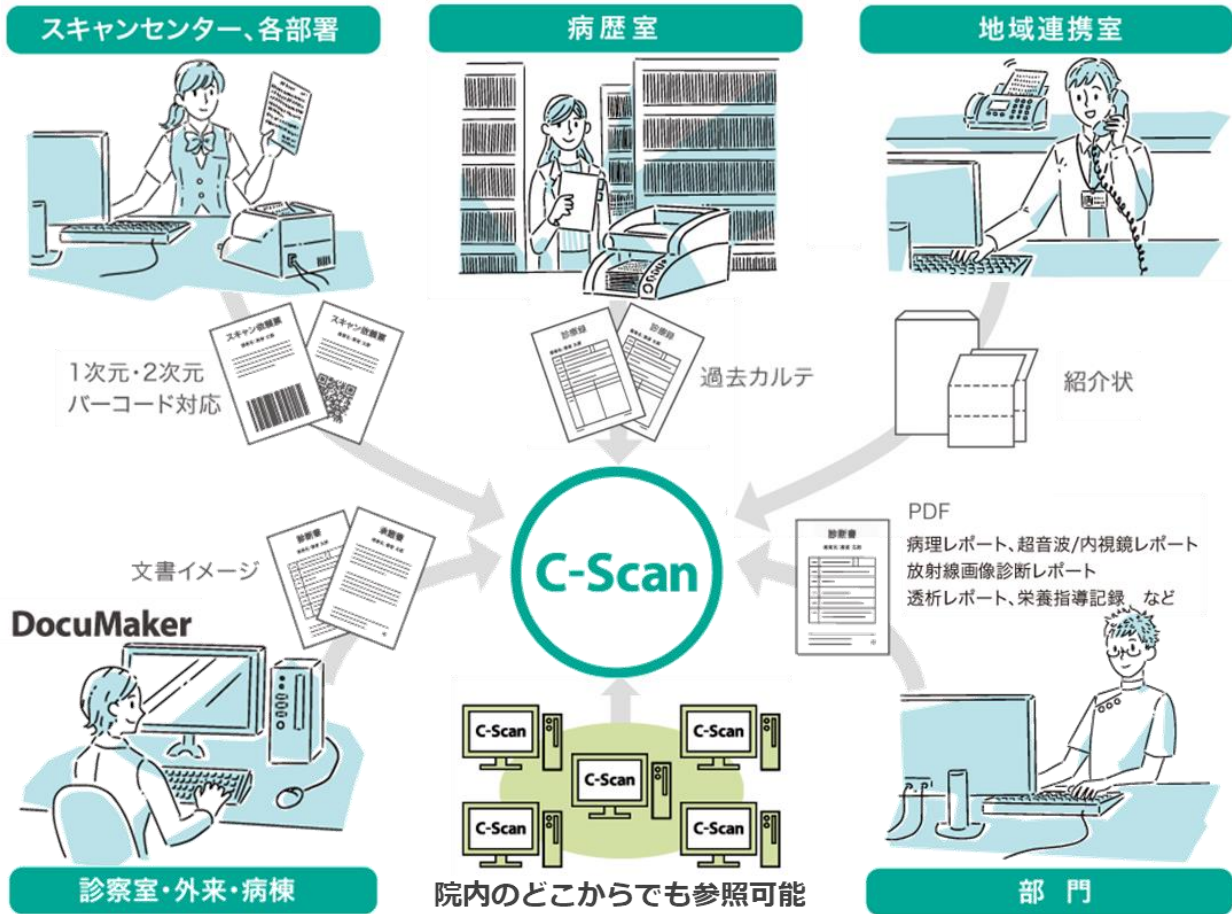 スキャンセンター、各部署
病歴室
地域連携室
スキャン依頼票
スキャン依頼票
1次元・2次元
バーコード対応
診療録
診療録
過去カルテ
紹介状
文書イメージ
診断書
承諾書
C-Scan
診断書
PDF
病理レポート、超音波/内視鏡レポート
放射線画像診断レポート
透析レポート、栄養指導記録 など
DocuMaker
C-Scan
C-Scan
C-Scan
C-Scan
C-Scan
診察室・外来・病棟
院内のどこからでも参照可能
部門